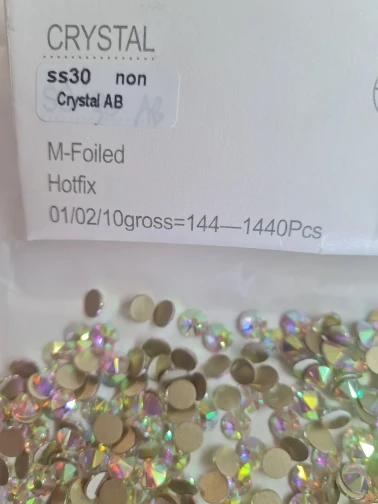 CRYSTAL
ss30 non
Crystal AB
M-Foiled
Hotfix
01/02/10gross=144—1440Pcs